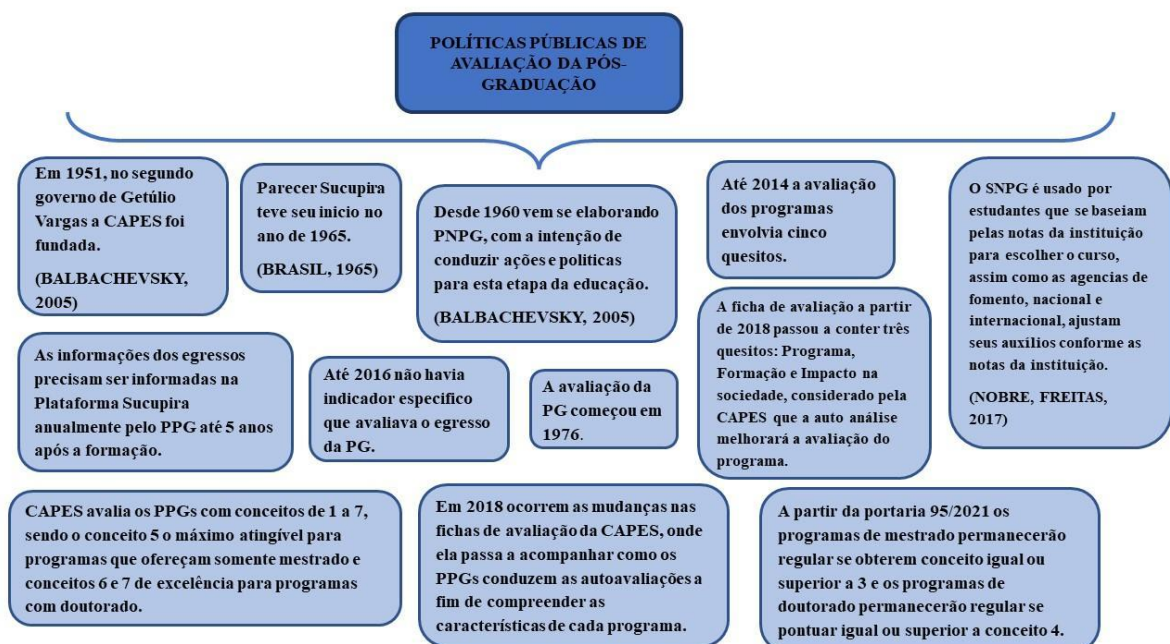 POLÍTICAS PÚBLICAS DE
AVALIAÇÃO DA PÓS-
GRADUAÇÃO
Em 1951, no segundo
governo de Getúlio
Vargas a CAPES foi
fundada.
(BALBACHEVSKY,
2005)
Parecer Sucupira
teve seu inicio no
ano de 1965.
(BRASIL, 1965)
Desde 1960 vem se elaborando
PNPG, com a intenção de
conduzir ações e politicas
para esta etapa da educação.
(BALBACHEVSKY, 2005)
Até 2014 a avaliação
dos programas
envolvia cinco
quesitos.
O SNPG é usado por
estudantes que se baseiam
pelas notas da instituição
para escolher o curso,
assim como as agencias de
fomento, nacional e
internacional, ajustam
seus auxílios conforme as
notas da instituição.
(NOBRE, FREITAS,
2017)
As informações dos egressos
precisam ser informadas na
Plataforma Sucupira
anualmente pelo PPG até 5 anos
após a formação.
Até 2016 não havia
indicador especifico
que avaliava o egresso
da PG.
A avaliação da
PG começou em
1976.
A ficha de avaliação a partir
de 2018 passou a conter três
quesitos: Programa,
Formação e Impacto na
sociedade, considerado pela
CAPES que a auto análise
melhorará a avaliação do
programa.
CAPES avalia os PPGs com conceitos de 1 a 7,
sendo o conceito 5 o máximo atingível para
programas que ofereçam somente mestrado e
conceitos 6 e 7 de excelência para programas
com doutorado.
Em 2018 ocorrem as mudanças nas
fichas de avaliação da CAPES, onde
ela passa a acompanhar como os
PPGs conduzem as autoavaliações a
fim de compreender as
características de cada programa.
A partir da portaria 95/2021 os
programas de mestrado permanecerão
regular se obterem conceito igual ou
superior a 3 e os programas de
doutorado permanecerão regular se
pontuar igual ou superior a conceito 4.